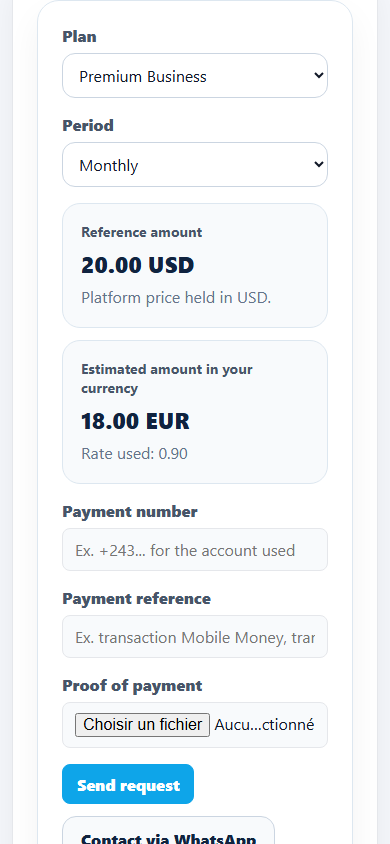 Plan
Premium Business
Period
Monthly
Reference amount
20.00 USD
Platform price held in USD.
Estimated amount in your
currency
18.00 EUR
Rate used: 0.90
Payment number
Ex. +243... for the account used
Payment reference
Ex. transaction Mobile Money, trar
Proof of payment
Choisir un fichier Aucu...ctionné
Send request
Contact via WhatsApp